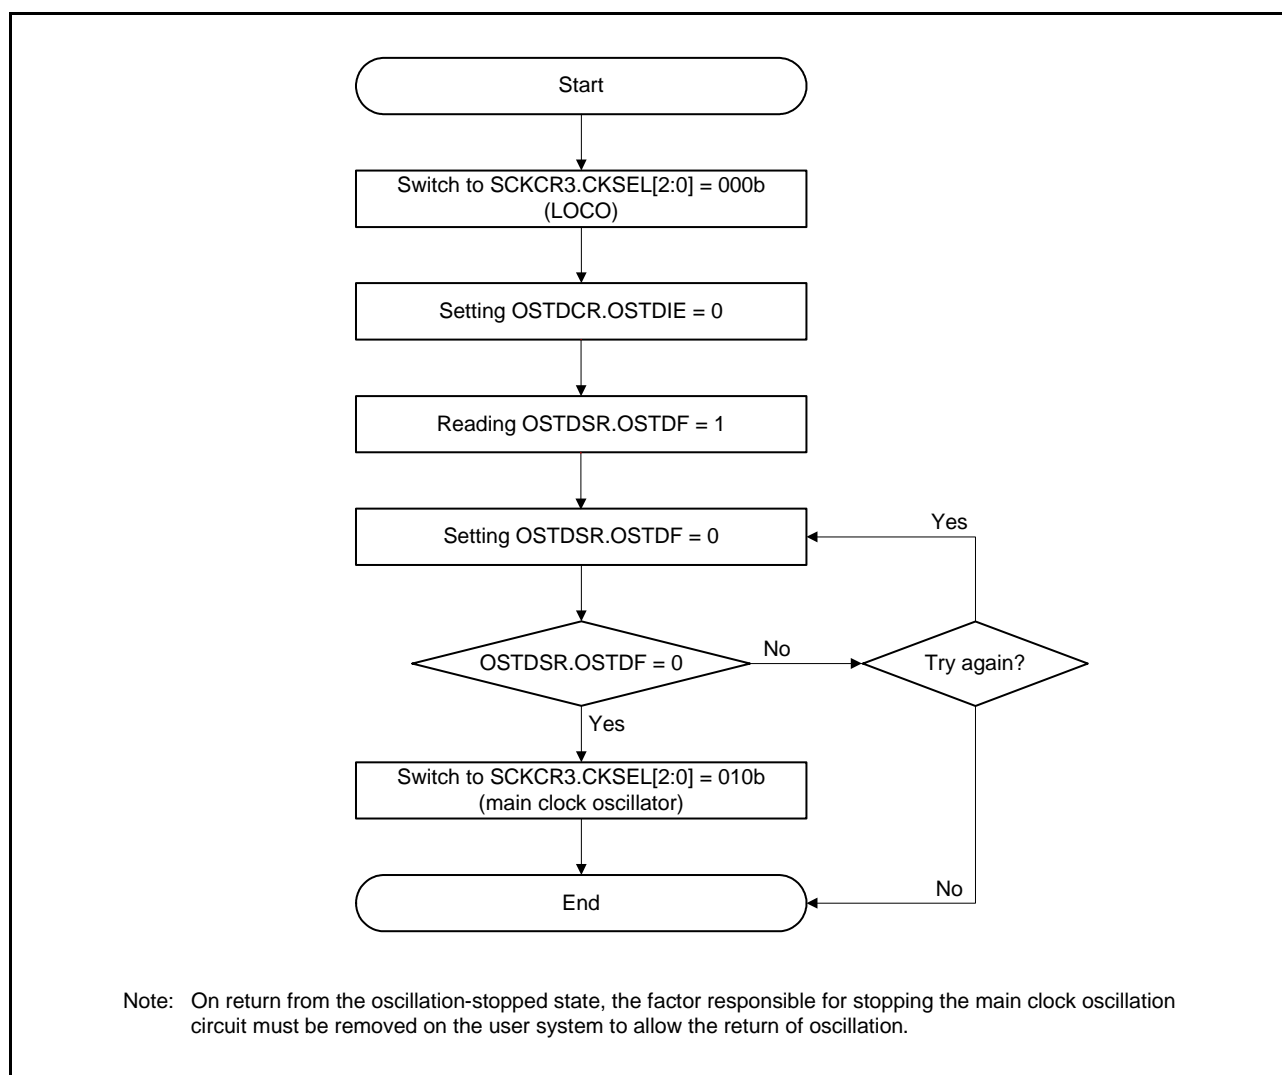 Start
Switch to SCKCR3.CKSEL[2:0] = 000b
(LOCO)
Setting OSTDCR.OSTDIE = 0
Reading OSTDSR.OSTDF = 1
Setting OSTDSR.OSTDF = 0
Yes
OSTDSR.OSTDF = 0
No
Try again?
Yes
Switch to SCKCR3.CKSEL[2:0] = 010b
(main clock oscillator)
No
End
Note: On return from the oscillation-stopped state, the factor responsible for stopping the main clock oscillation
circuit must be removed on the user system to allow the return of oscillation.